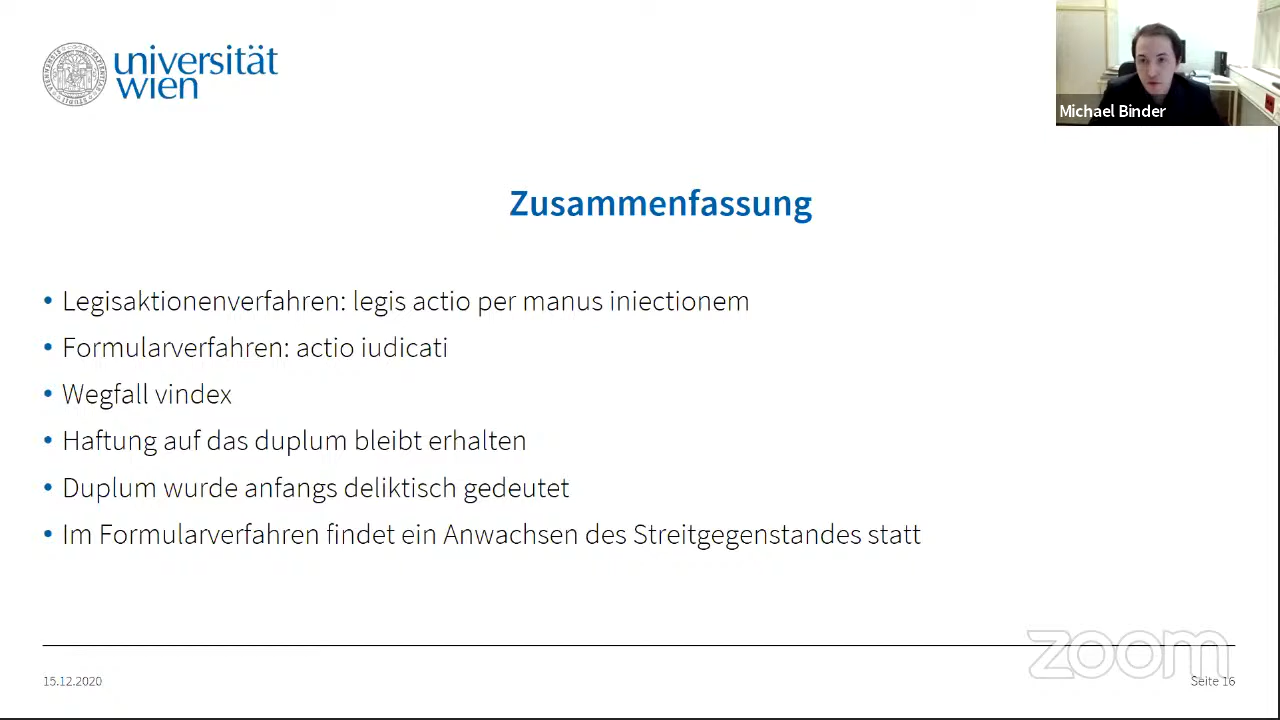 universität
wien
Michael Binder
Zusammenfassung
• Legisaktionenverfahren: legis actio per manus iniectionem
• Formularverfahren: actio iudicati
• Wegfall vindex
• Haftung auf das duplum bleibt erhalten
• Duplum wurde anfangs deliktisch gedeutet
• Im Formularverfahren findet ein Anwachsen des Streitgegenstandes statt
zoom
15.12.2020
Seite 16